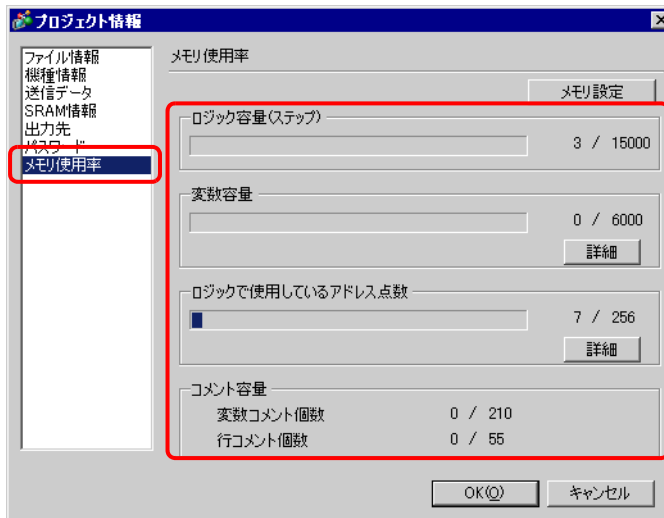 プロジェクト情報
ファイル情報
機種情報
送信データ
SRAM情報
出力先
パスワード
メモリ使用率
メモリ使用率
メモリ設定
ロジック容量(ステップ)
3 / 15000
変数容量
0 / 6000
詳細
ロジックで使用しているアドレス点数
7 / 256
詳細
コメント容量
変数コメント個数 0 / 210
行コメント個数 0 / 55
OK(O) キャンセル